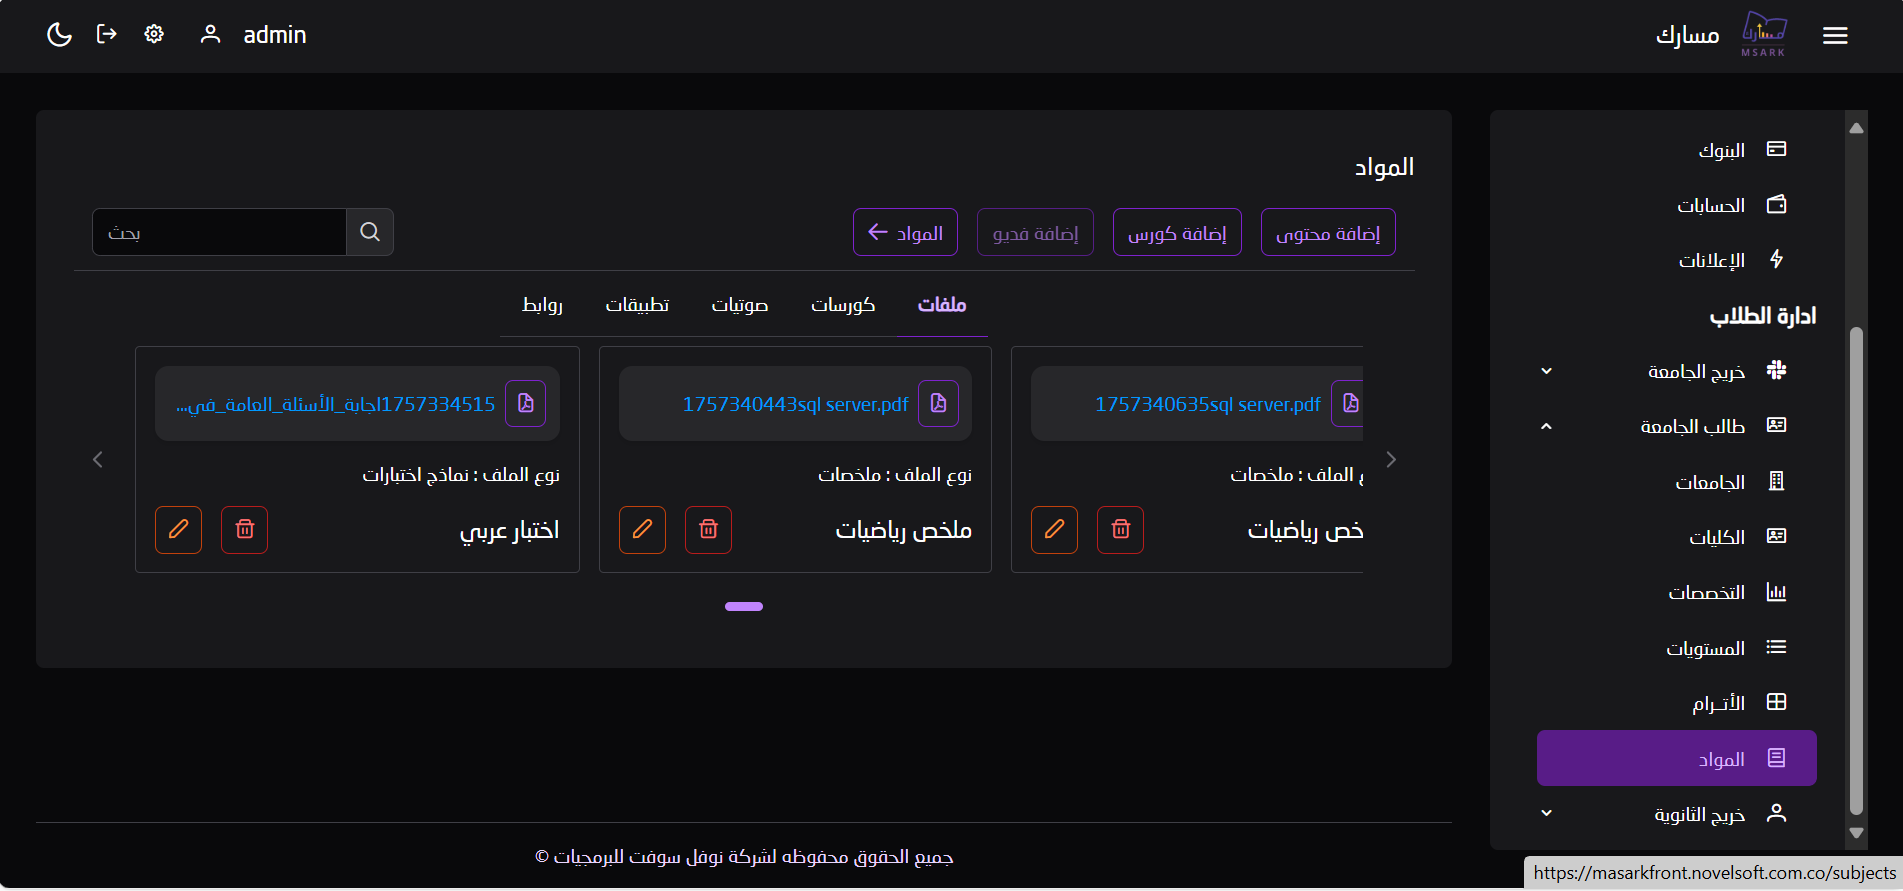 مسارك
مسارك
MSARK
admin
البنوك
الحسابات
الإعلانات
ادارة الطلاب
خريج الجامعة
طالب الجامعة
الجامعات
الكليات
التخصصات
المستويات
الأتـرام
المواد
خريج الثانوية
المواد
إضافة محتوى
إضافة كورس
إضافة فديو
المواد
بحث
ملفات
كورسات
صوتيات
تطبيقات
روابط
1757340635sql server.pdf
ع الملف : ملخصات
خص رياضيات
1757340443sql server.pdf
نوع الملف : ملخصات
ملخص رياضيات
1757334515اجابة_الأسئلة_العامة_في...
نوع الملف : نماذج اختبارات
اختبار عربي
جميع الحقوق محفوظه لشركة نوفل سوفت للبرمجيات ©
https://masarkfront.novelsoft.com.co/subjects